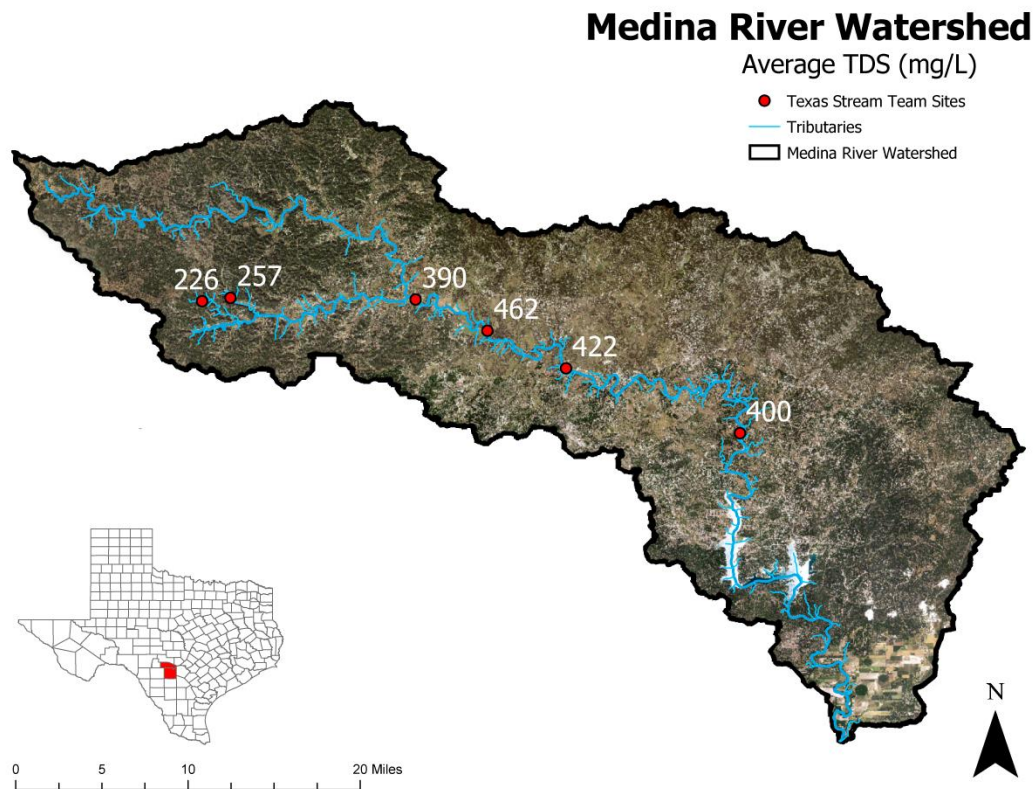 Medina River Watershed
Average TDS (mg/L)
Texas Stream Team Sites
Tributaries
Medina River Watershed
226
257
390
462
422
400
N
0 5 10 20 Miles